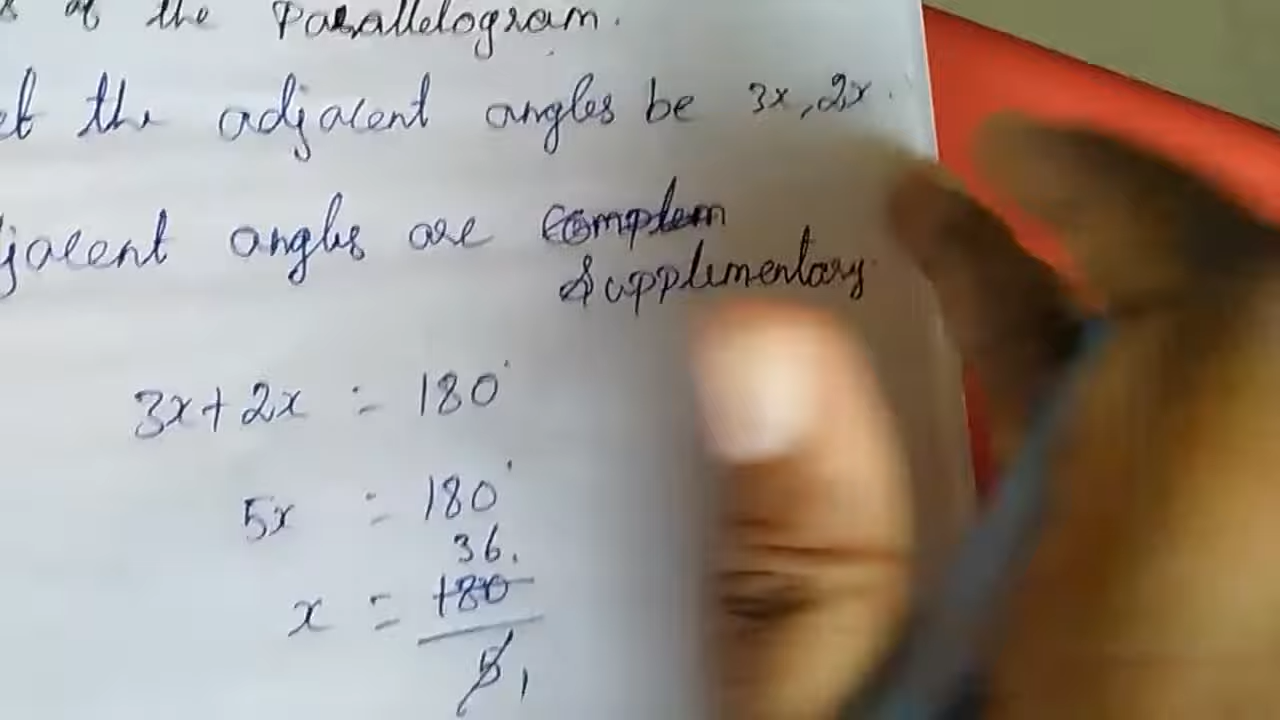 of the Parallelogram.
the adjacent angles be 3x, 2x.
angles are complem
Supplementary.
3x + 2x = 180°
5x = 180°
36.
x = 180
5 1